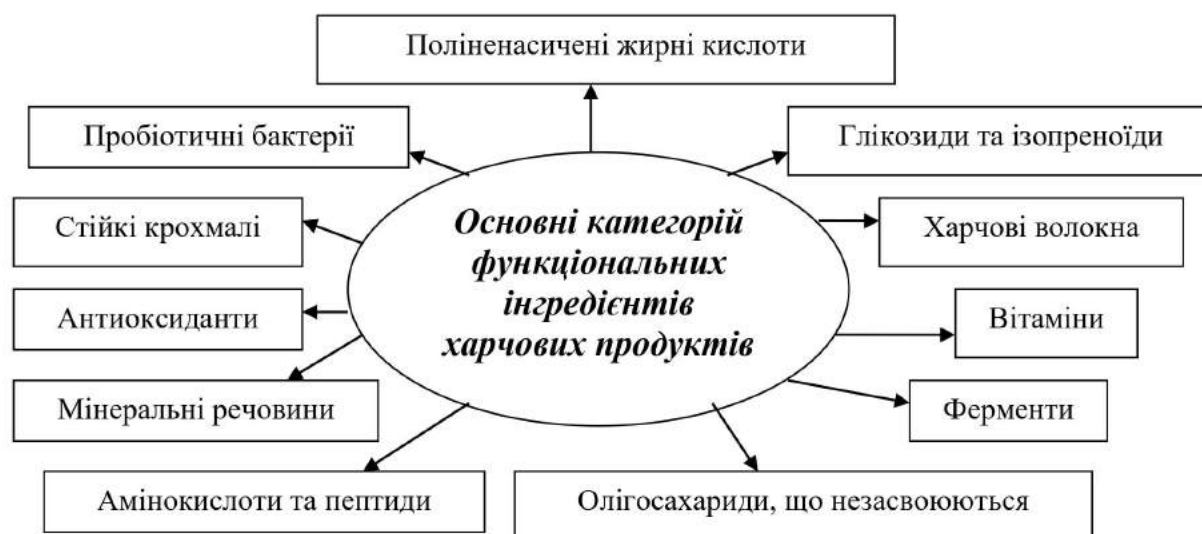 Поліненасичені жирні кислоти
Пробіотичні бактерії
Глікозиди та ізопреноїди
Стійкі крохмалі
Основні категорій
функціональних
інгредієнтів
харчових продуктів
Харчові волокна
Антиоксиданти
Вітаміни
Мінеральні речовини
Ферменти
Амінокислоти та пептиди
Олігосахариди, що незасвоюються